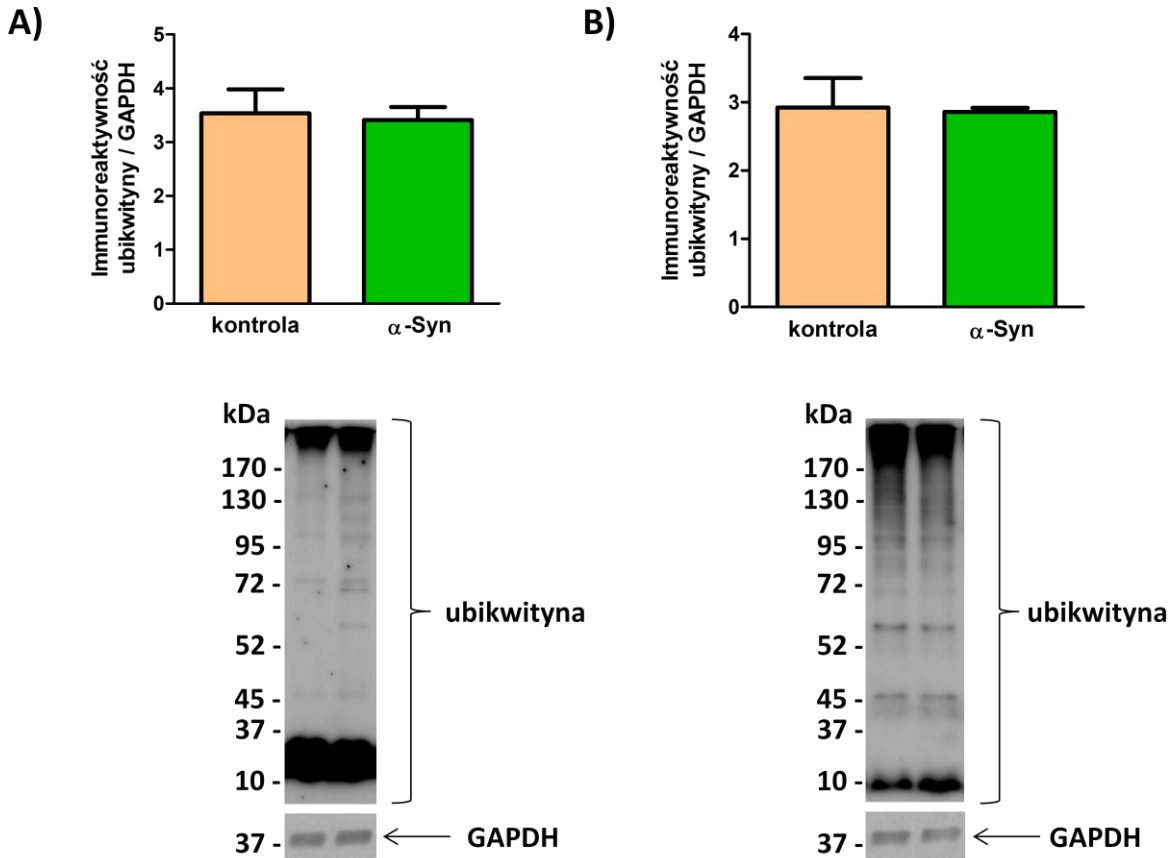 A)
Immunoreaktywność
ubikwityny / GAPDH
5
4
3
2
1
0
kontrola
α-Syn
kDa
170 -
130 -
95 -
72 -
52 -
45 -
37 -
10 -
ubikwityna
37 -
GAPDH
B)
Immunoreaktywność
ubikwityny / GAPDH
4
3
2
1
0
kontrola
α-Syn
kDa
170 -
130 -
95 -
72 -
52 -
45 -
37 -
10 -
ubikwityna
37 -
GAPDH